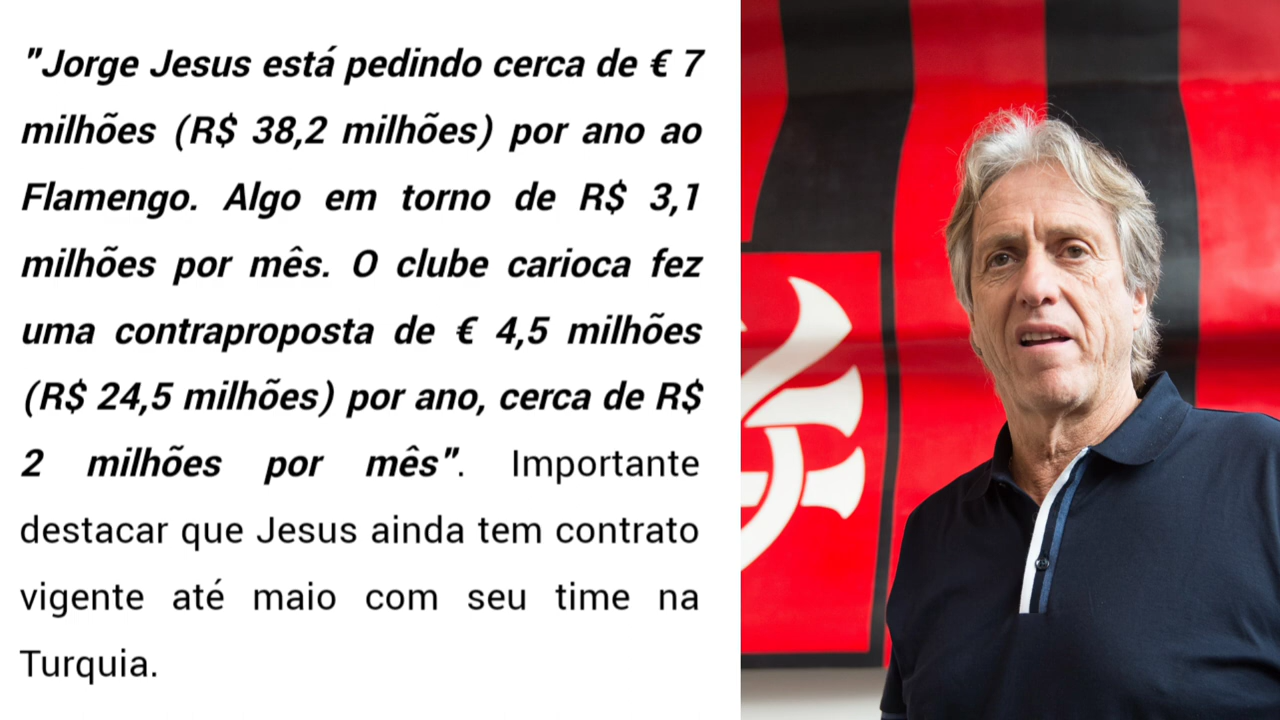 "Jorge Jesus está pedindo cerca de € 7
milhões (R$ 38,2 milhões) por ano ao
Flamengo. Algo em torno de R$ 3,1
milhões por mês. O clube carioca fez
uma contraproposta de € 4,5 milhões
(R$ 24,5 milhões) por ano, cerca de R$
2 milhões por mês". Importante
destacar que Jesus ainda tem contrato
vigente até maio com seu time na
Turquia.